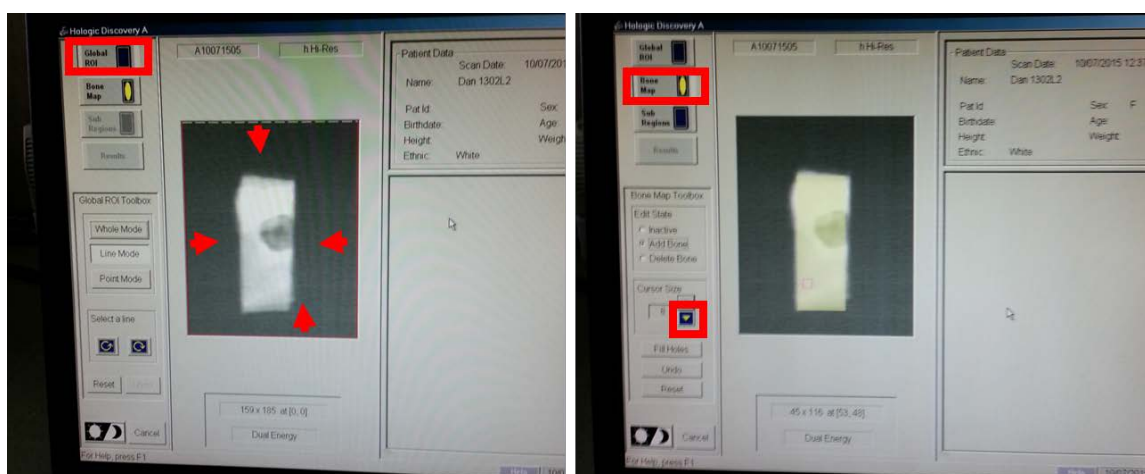 Hologic Discovery A
Global
ROI
Bone
Map
Sub
Regions
Results
Global ROI Toolbox
Whole Mode
Line Mode
Point Mode
Select a line
Reset
Cancel
For Help, press F1
A10071505
h Hi-Res
159 x 185 at [0, 0]
Dual Energy
Patient Data
Scan Date: 10/07/201
Name: Dan 1302L2
Pat Id: Sex:
Birthdate: Age:
Height: Weigh
Ethnic: White
Hologic Discovery A
Global
ROI
Bone
Map
Sub
Regions
Results
Bone Map Toolbox
Edit State
Inactive
Add Bone
Delete Bone
Cursor Size
8
Fill Holes
Undo
Reset
Cancel
For Help, press F1
A10071505
h Hi-Res
45 x 116 at [53, 48]
Dual Energy
Patient Data
Scan Date: 10/07/2015 12:37
Name: Dan 1302L2
Pat Id: Sex: F
Birthdate: Age:
Height: Weight:
Ethnic: White